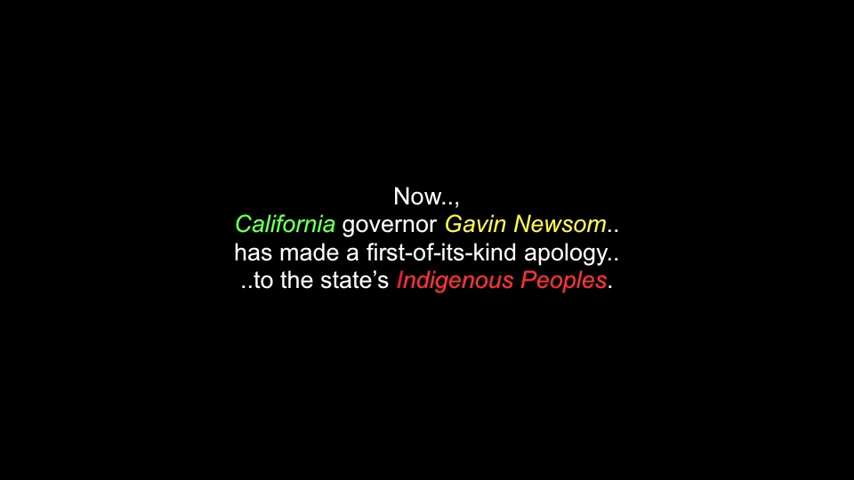 Now..,
California governor Gavin Newsom..
has made a first-of-its-kind apology..
..to the state’s Indigenous Peoples.